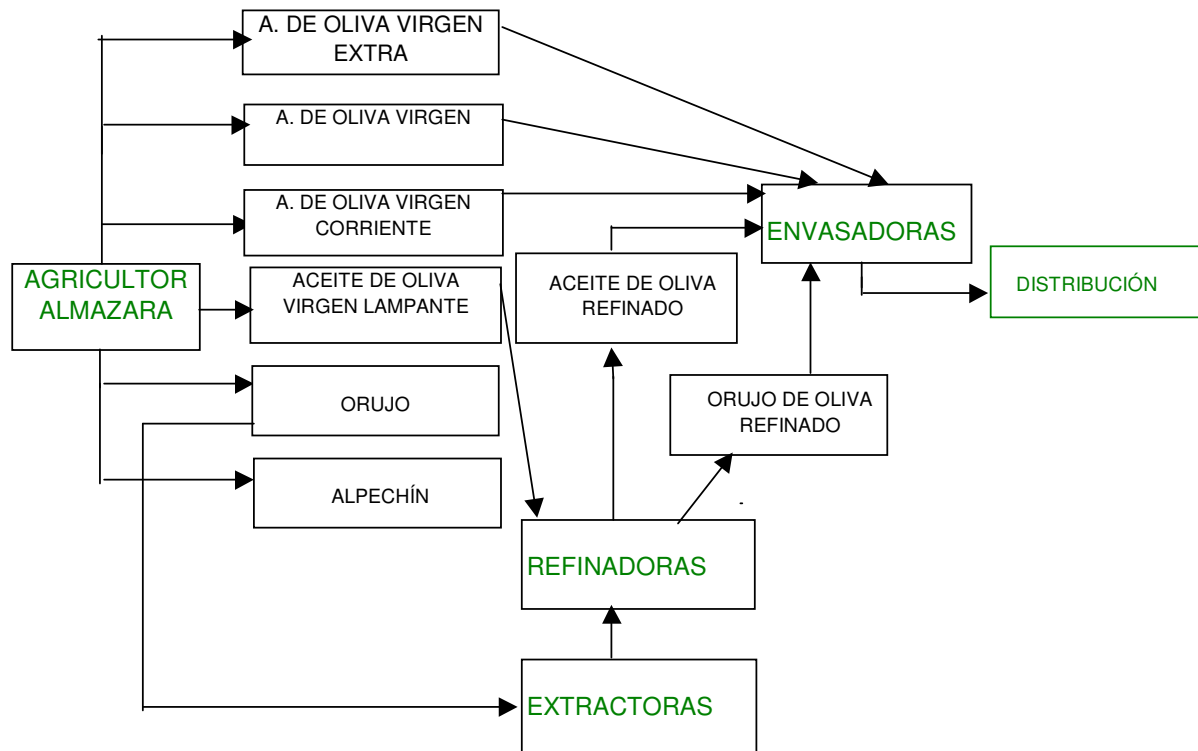 A. DE OLIVA VIRGEN
EXTRA
A. DE OLIVA VIRGEN
A. DE OLIVA VIRGEN
CORRIENTE
ENVASADORAS
AGRICULTOR
ALMAZARA
ACEITE DE OLIVA
VIRGEN LAMPANTE
ACEITE DE OLIVA
REFINADO
DISTRIBUCIÓN
ORUJO
ORUJO DE OLIVA
REFINADO
ALPECHÍN
REFINADORAS
EXTRACTORAS